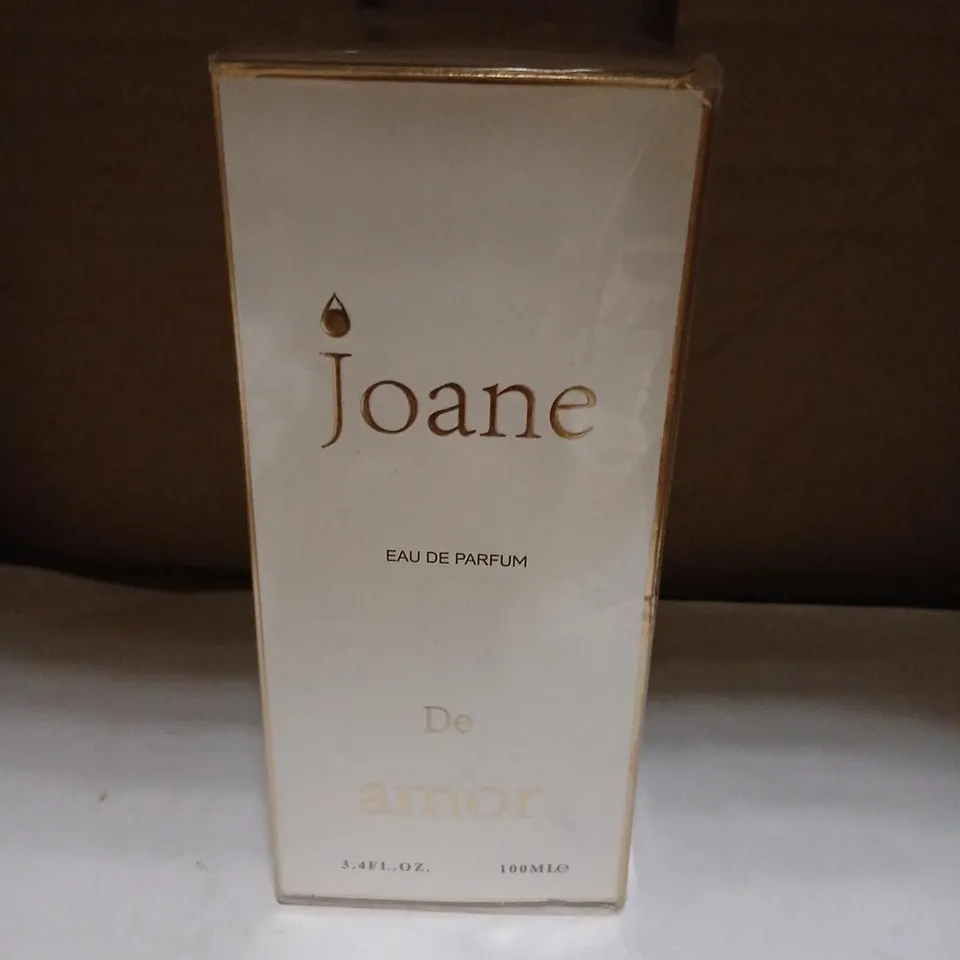 joane
EAU DE PARFUM
De
amor
3.4FL.OZ. 100ML℮